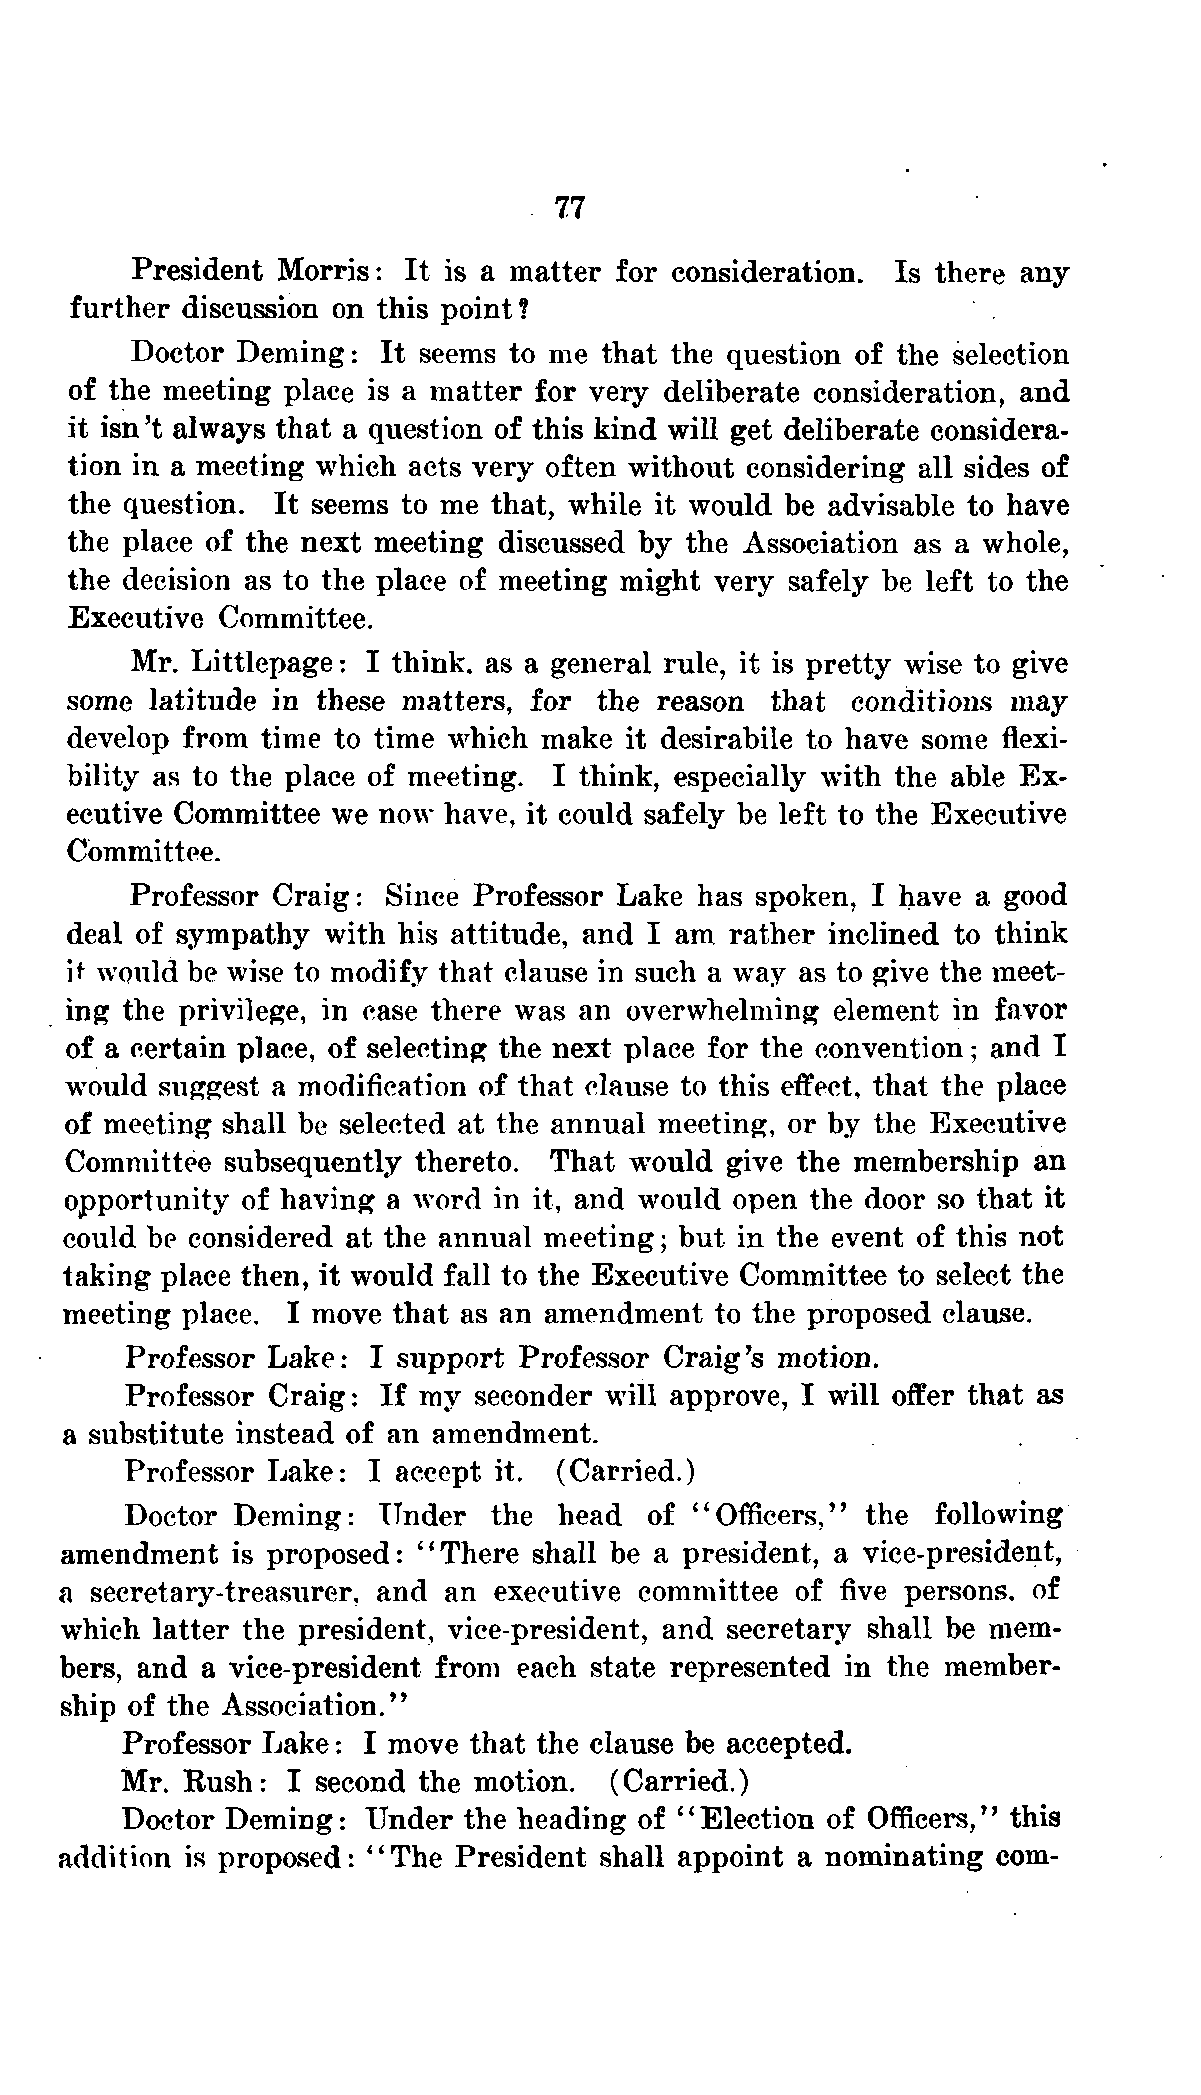 77
President Morris: It is a matter for consideration. Is there any
further discussion on this point?
Doctor Deming: It seems to me that the question of the selection
of the meeting place is a matter for very deliberate consideration, and
it isn't always that a question of this kind will get deliberate considera-
tion in a meeting which acts very often without considering all sides of
the question. It seems to me that, while it would be advisable to have
the place of the next meeting discussed by the Association as a whole,
the decision as to the place of meeting might very safely be left to the
Executive Committee.
Mr. Littlepage: I think. as a general rule, it is pretty wise to give
some latitude in these matters, for the reason that conditions may
develop from time to time which make it desirabile to have some flexi-
bility as to the place of meeting. I think, especially with the able Ex-
ecutive Committee we now have, it could safely be left to the Executive
Committee.
Professor Craig: Since Professor Lake has spoken, I have a good
deal of sympathy with his attitude, and I am rather inclined to think
it would be wise to modify that clause in such a way as to give the meet-
ing the privilege, in case there was an overwhelming element in favor
of a certain place, of selecting the next place for the convention; and I
would suggest a modification of that clause to this effect, that the place
of meeting shall be selected at the annual meeting, or by the Executive
Committee subsequently thereto. That would give the membership an
opportunity of having a word in it, and would open the door so that it
could be considered at the annual meeting; but in the event of this not
taking place then, it would fall to the Executive Committee to select the
meeting place. I move that as an amendment to the proposed clause.
Professor Lake: I support Professor Craig's motion.
Professor Craig: If my seconder will approve, I will offer that as
a substitute instead of an amendment.
Professor Lake: I accept it. (Carried.)
Doctor Deming: Under the head of "Officers," the following
amendment is proposed: "There shall be a president, a vice-president,
a secretary-treasurer, and an executive committee of five persons. of
which latter the president, vice-president, and secretary shall be mem-
bers, and a vice-president from each state represented in the member-
ship of the Association."
Professor Lake: I move that the clause be accepted.
Mr. Rush: I second the motion. (Carried.)
Doctor Deming: Under the heading of "Election of Officers," this
addition is proposed: "The President shall appoint a nominating com-